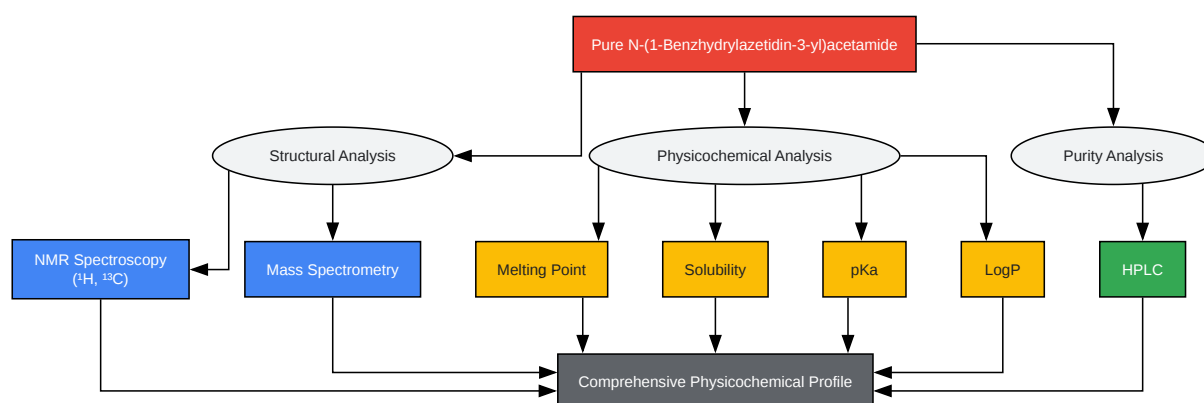 Pure N-(1-Benzhydrylazetidin-3-yl)acetamide
Structural Analysis
Physicochemical Analysis
Purity Analysis
NMR Spectroscopy
(¹H, ¹³C)
Mass Spectrometry
Melting Point
Solubility
pKa
LogP
HPLC
Comprehensive Physicochemical Profile